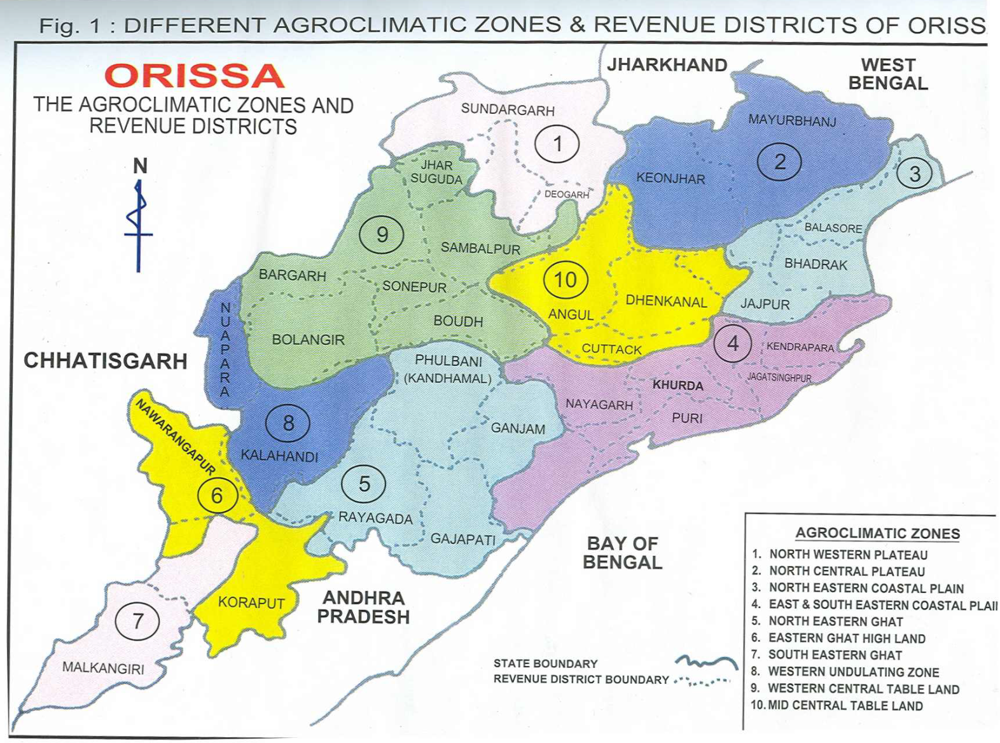 Fig. 1 : DIFFERENT AGROCLIMATIC ZONES & REVENUE DISTRICTS OF ORISS
ORISSA
THE AGROCLIMATIC ZONES AND
REVENUE DISTRICTS
N
JHARKHAND
WEST
BENGAL
SUNDARGARH
1
MAYURBHANJ
2
3
JHAR
SUGUDA
KEONJHAR
DEOGARH
BALASORE
9
SAMBALPUR
BHADRAK
BARGARH
SONEPUR
10
ANGUL
DHENKANAL
JAJPUR
NUAPARA
BOLANGIR
BOUDH
CUTTACK
4
KENDRAPARA
CHHATISGARH
PHULBANI
(KANDHAMAL)
KHURDA
JAGATSINGHPUR
NAYAGARH
PURI
8
KALAHANDI
GANJAM
NAWARANGAPUR
6
5
RAYAGADA
GAJAPATI
BAY OF
BENGAL
KORAPUT
ANDHRA
PRADESH
7
MALKANGIRI
STATE BOUNDARY
REVENUE DISTRICT BOUNDARY
AGROCLIMATIC ZONES
1. NORTH WESTERN PLATEAU
2. NORTH CENTRAL PLATEAU
3. NORTH EASTERN COASTAL PLAIN
4. EAST & SOUTH EASTERN COASTAL PLAI
5. NORTH EASTERN GHAT
6. EASTERN GHAT HIGH LAND
7. SOUTH EASTERN GHAT
8. WESTERN UNDULATING ZONE
9. WESTERN CENTRAL TABLE LAND
10. MID CENTRAL TABLE LAND